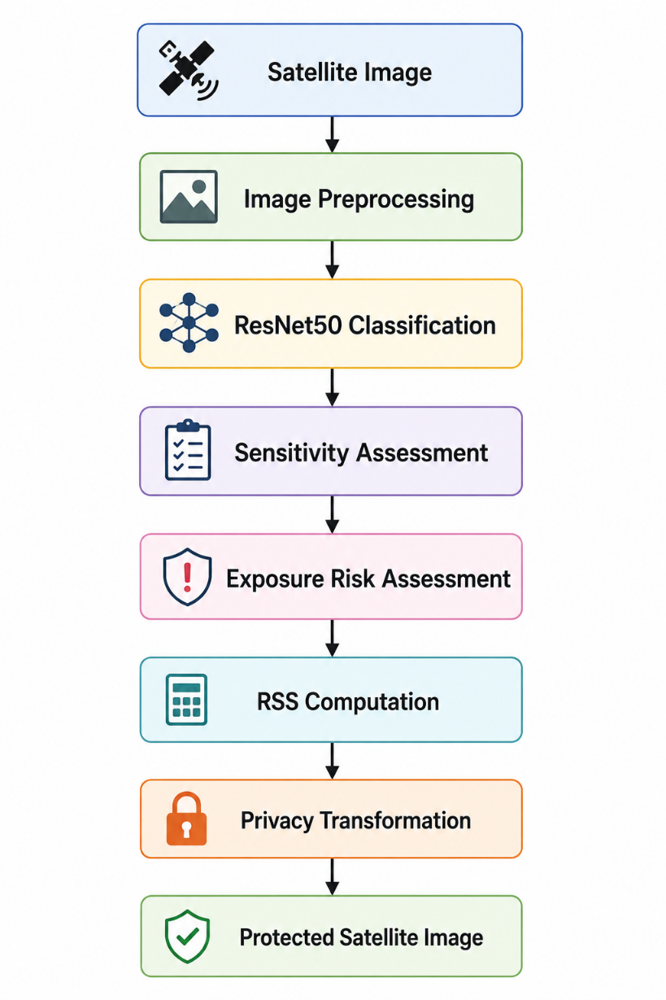 Satellite Image
Image Preprocessing
ResNet50 Classification
Sensitivity Assessment
Exposure Risk Assessment
RSS Computation
Privacy Transformation
Protected Satellite Image